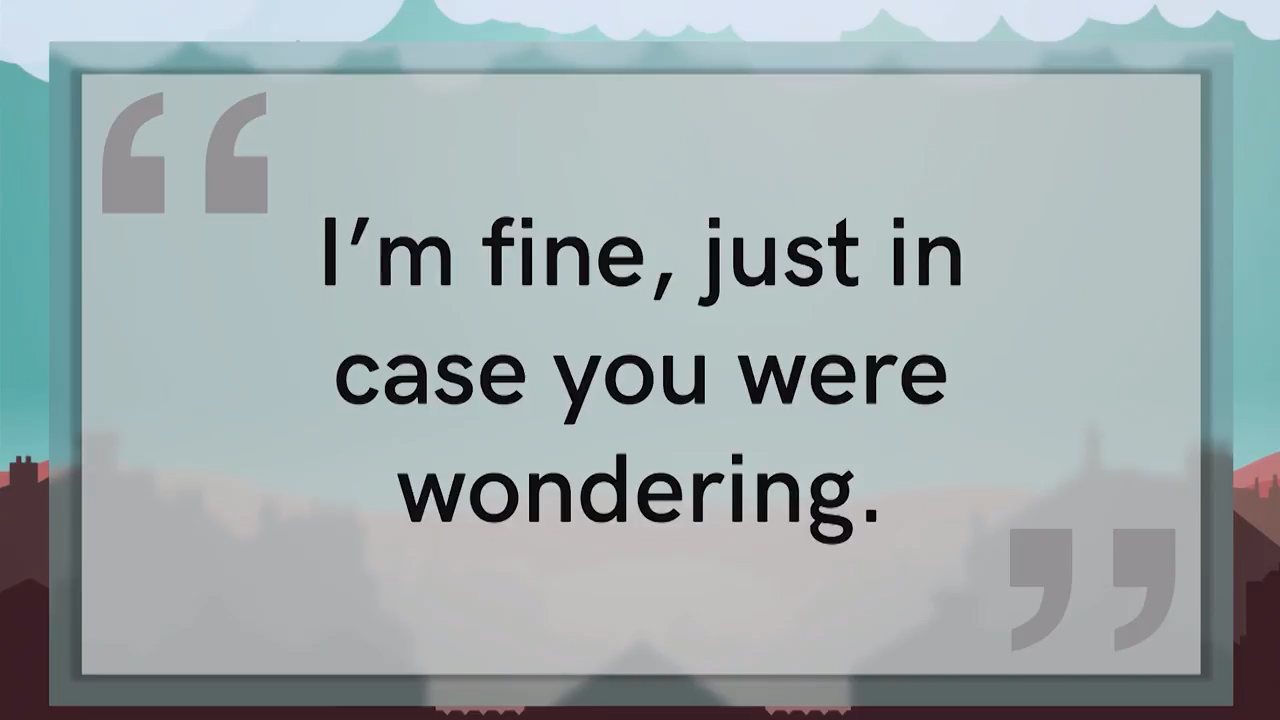 “
I’m fine, just in
case you were
wondering.
”